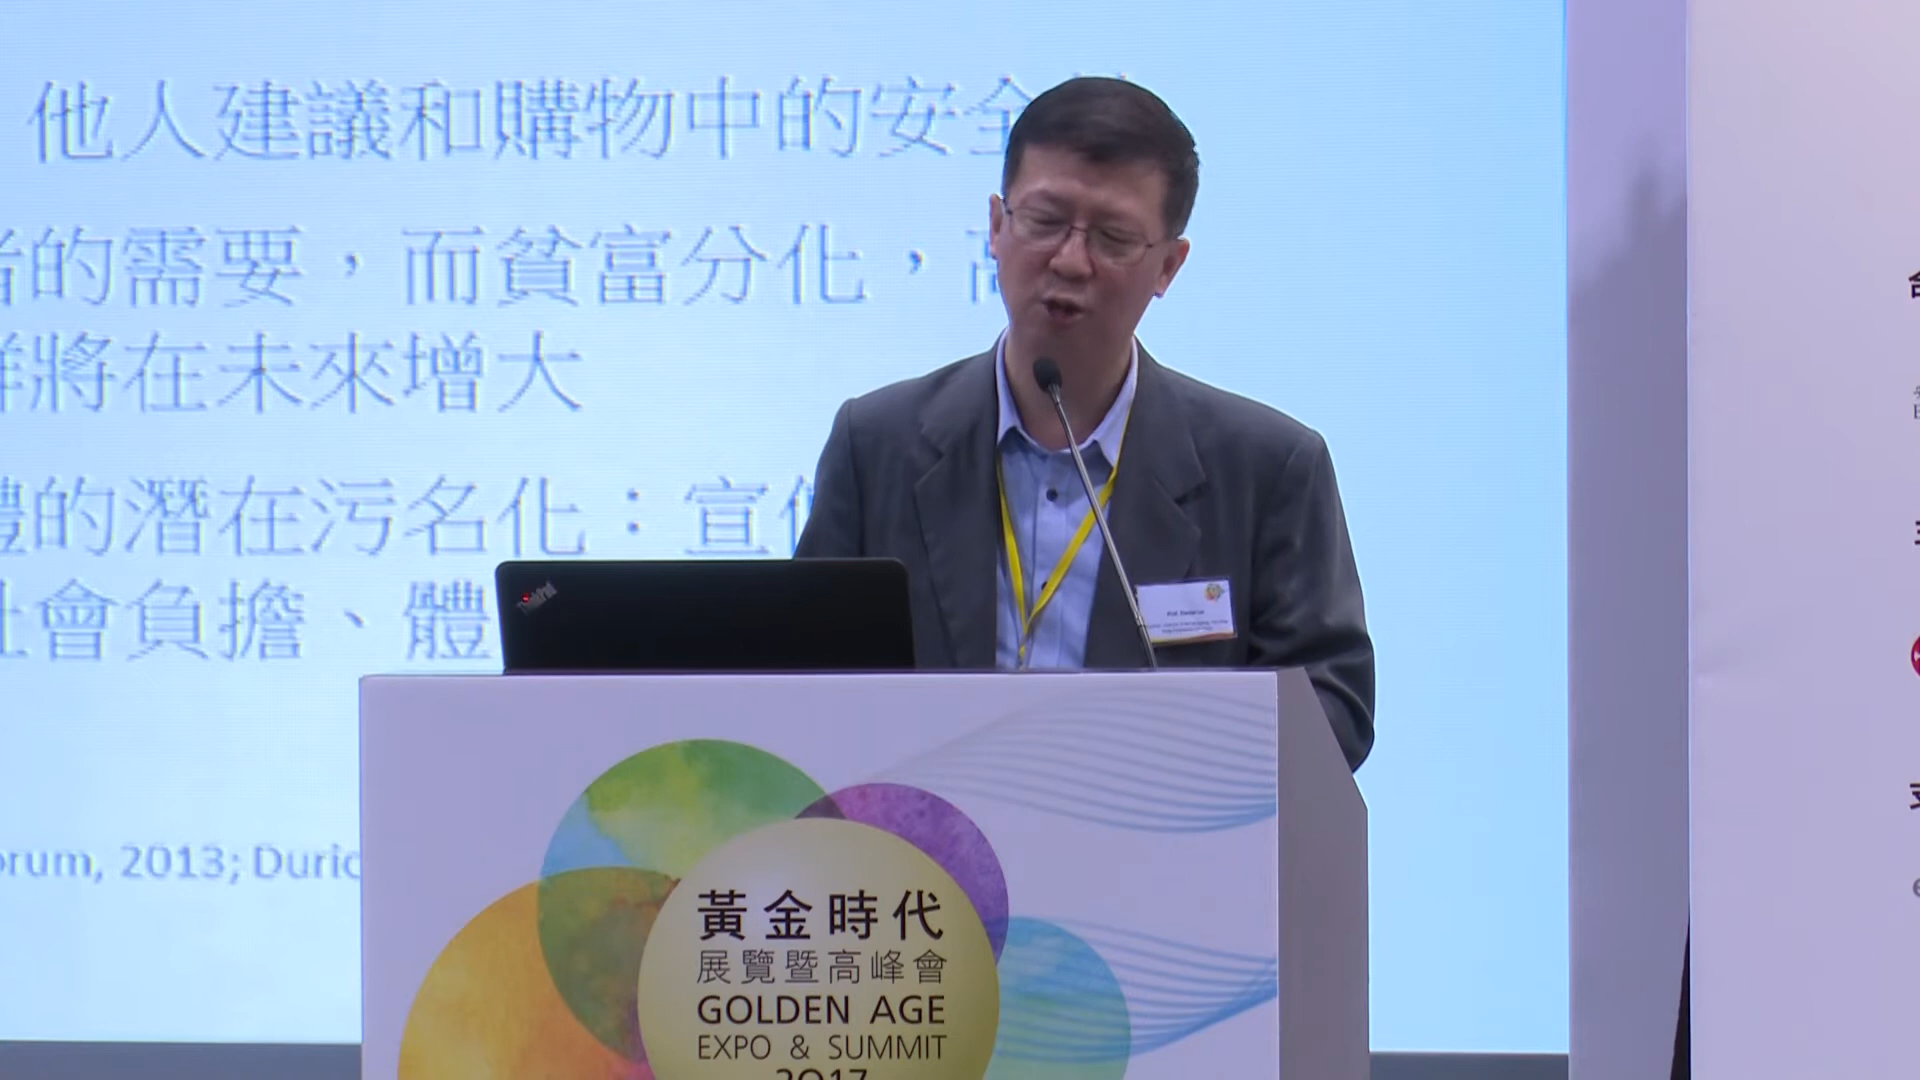 他人建議和購物中的安全
的需要,而貧富分化,
將在未來增大
的潛在污名化:宣
會負擔、體
orum, 2013; Duric
ThinkPad
黃金時代
展覽暨高峰會
GOLDEN AGE
EXPO & SUMMIT
2017